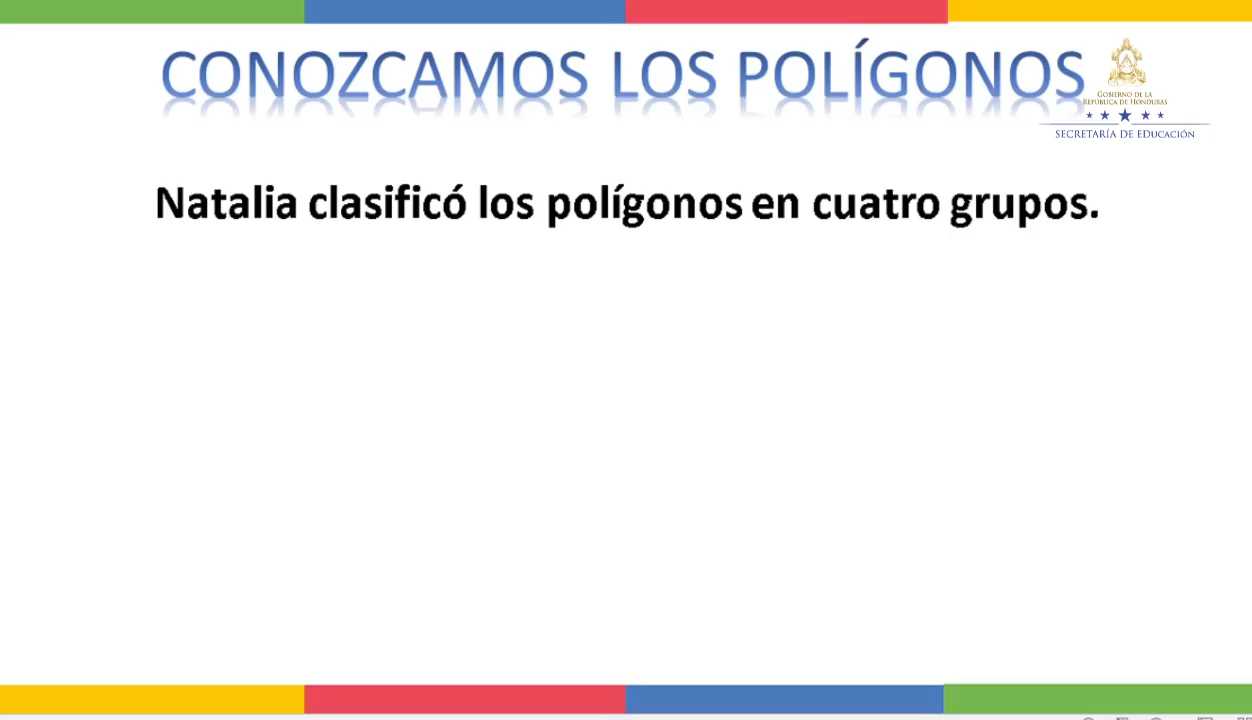 CONOZCAMOS LOS POLÍGONOS
GOBIERNO DE LA
REPÚBLICA DE HONDURAS
SECRETARÍA DE EDUCACIÓN
Natalia clasificó los polígonos en cuatro grupos.